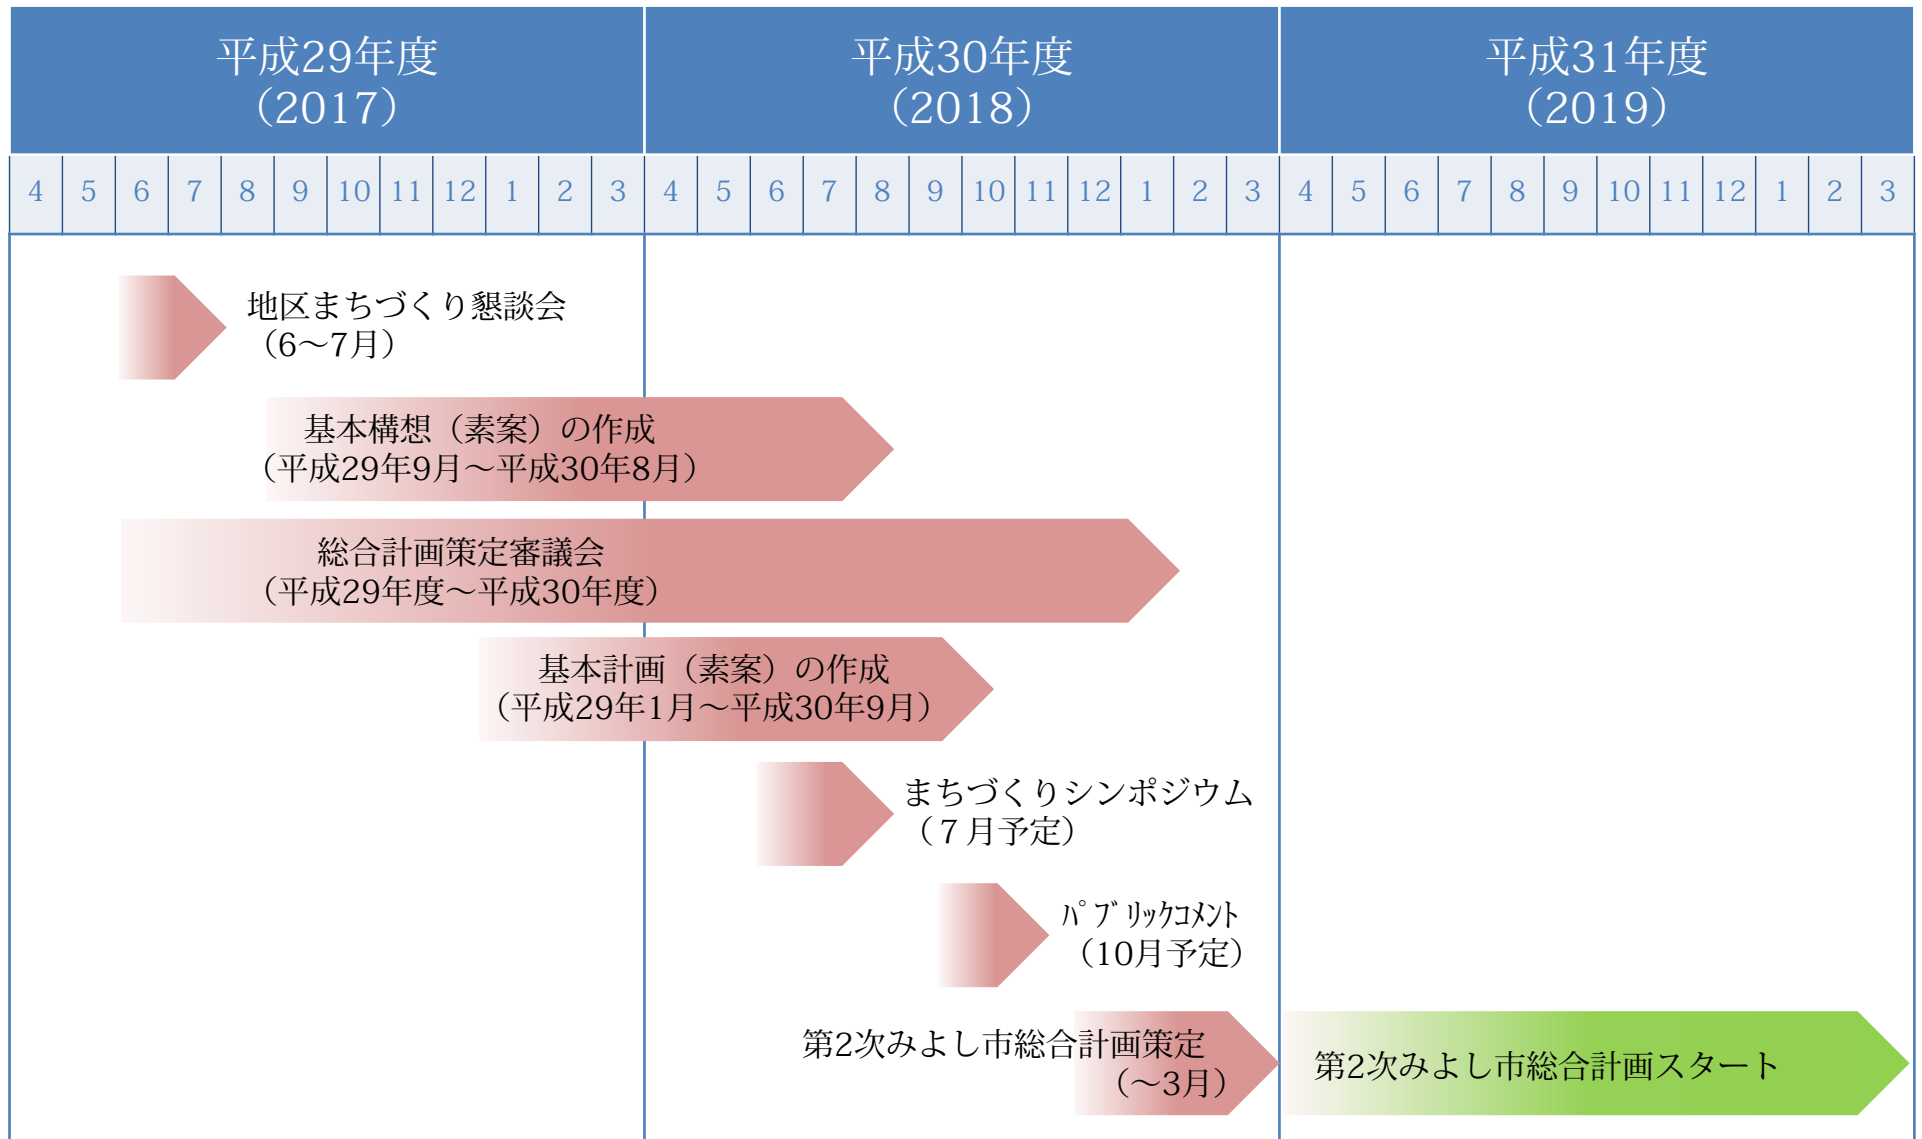 平成29年度
（2017）
平成30年度
（2018）
平成31年度
（2019）
4 5 6 7 8 9 10 11 12 1 2 3 4 5 6 7 8 9 10 11 12 1 2 3 4 5 6 7 8 9 10 11 12 1 2 3
地区まちづくり懇談会
（6～7月）
基本構想（素案）の作成
（平成29年9月～平成30年8月）
総合計画策定審議会
（平成29年度～平成30年度）
基本計画（素案）の作成
（平成29年1月～平成30年9月）
まちづくりシンポジウム
（７月予定）
ﾊﾟﾌﾞﾘｯｸｺﾒﾝﾄ
（10月予定）
第2次みよし市総合計画策定
（～3月）
第2次みよし市総合計画スタート